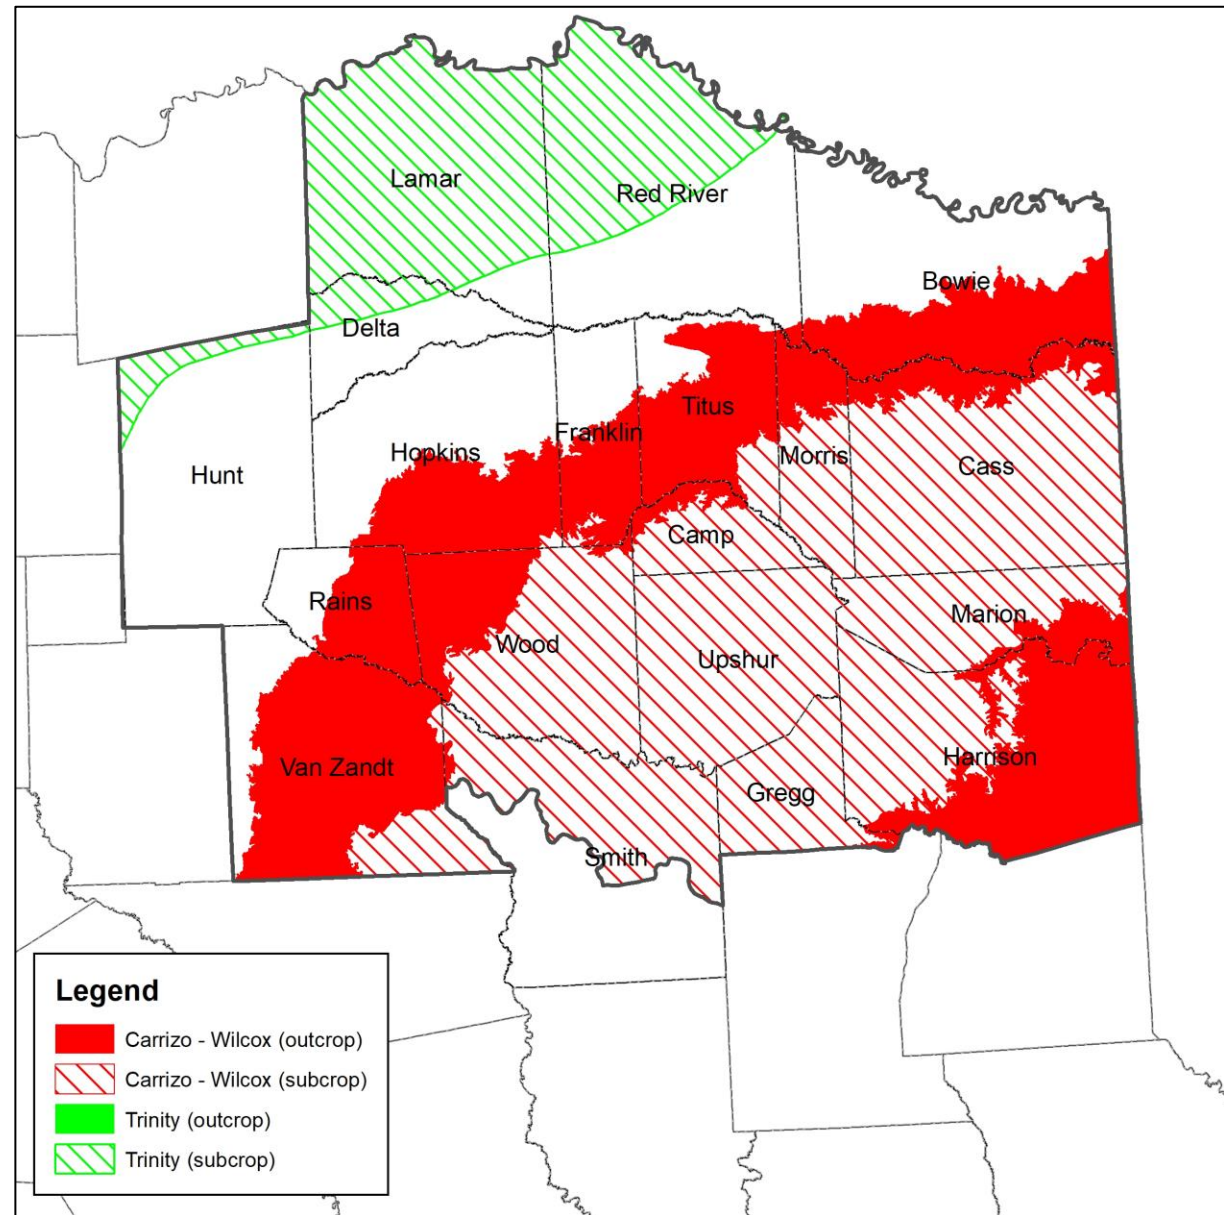 Lamar
Red River
Bowie
Delta
Titus
Franklin
Hopkins
Morris
Cass
Hunt
Camp
Rains
Marion
Wood
Upshur
Harrison
Van Zandt
Gregg
Smith
Legend
Carrizo - Wilcox (outcrop)
Carrizo - Wilcox (subcrop)
Trinity (outcrop)
Trinity (subcrop)